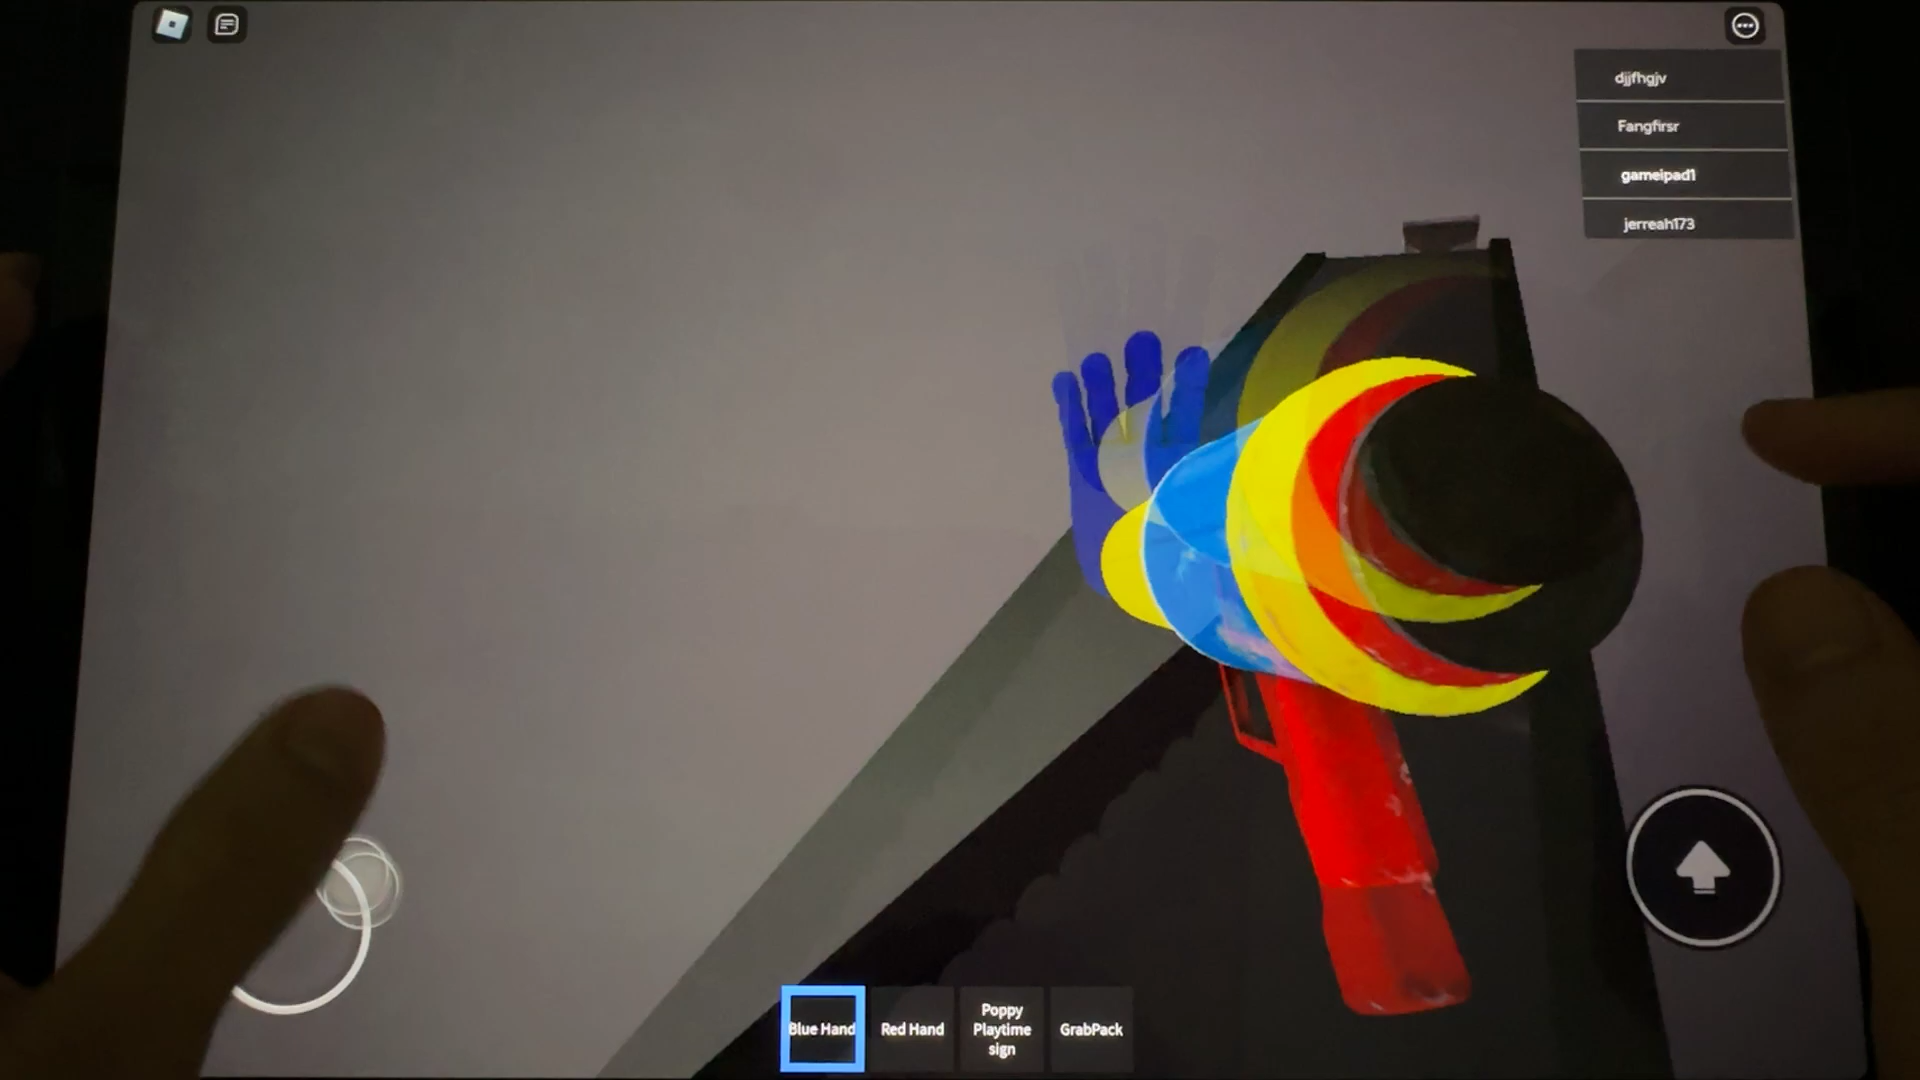 djjfhgjv
Fangfirsr
gameipad1
jerreah173
Blue Hand
Red Hand
Poppy
Playtime
sign
GrabPack